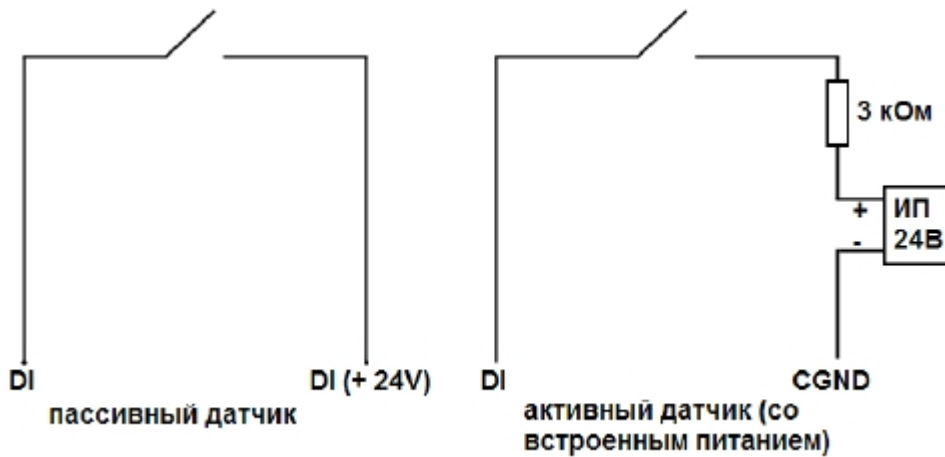 3 кОм
+ ИП
- 24В
DI DI (+ 24V) DI CGND
пассивный датчик
активный датчик (со
встроенным питанием)